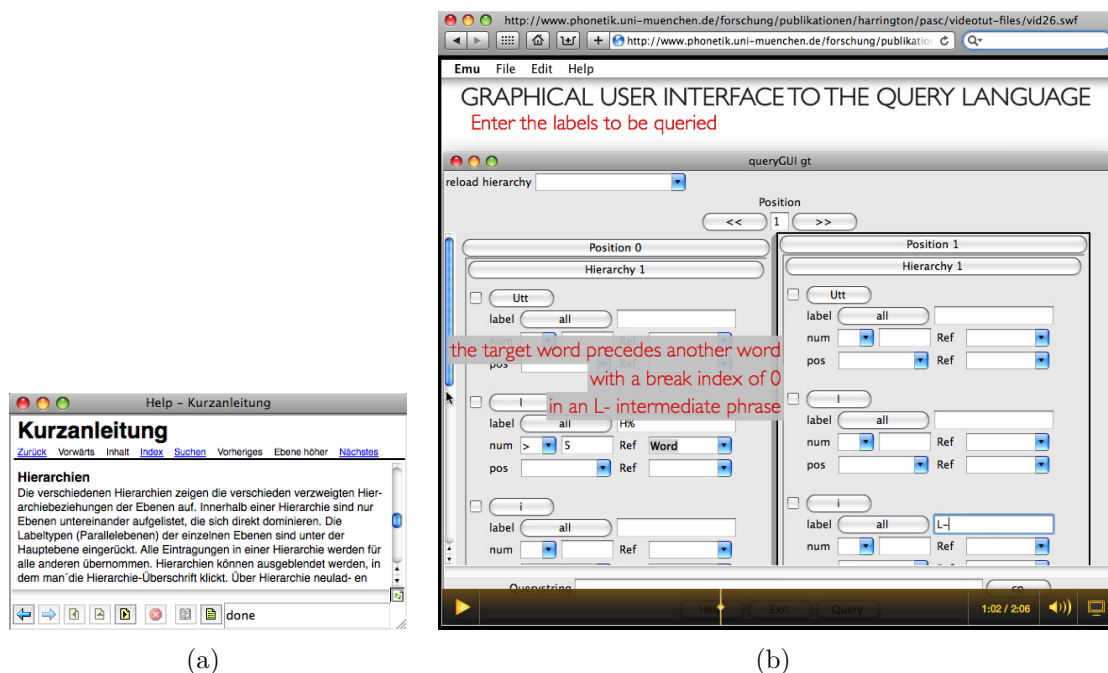 Help – Kurzanleitung
Kurzanleitung
Zurück Vorwärts Inhalt Index Suchen Vorheriges Ebene höher Nächstes
Hierarchien
Die verschiedenen Hierarchien zeigen die verschieden verzweigten Hier-
archiebeziehungen der Ebenen auf. Innerhalb einer Hierarchie sind nur
Ebenen untereinander aufgelistet, die sich direkt dominieren. Die
Labeltypen (Parallelebenen) der einzelnen Ebenen sind unter der
Hauptebene eingerückt. Alle Eintragungen in einer Hierarchie werden für
alle anderen übernommen. Hierarchien können ausgeblendet werden, in
dem man´die Hierarchie-Überschrift klickt. Über Hierarchie neulad- en
done
(a)
http://www.phonetik.uni-muenchen.de/forschung/publikationen/harrington/pasc/videotut-files/vid26.swf
http://www.phonetik.uni-muenchen.de/forschung/publikatio
Emu File Edit Help
GRAPHICAL USER INTERFACE TO THE QUERY LANGUAGE
Enter the labels to be queried
queryGUI gt
reload hierarchy
Position
<< 1 >>
Position 0
Hierarchy 1
Utt
label all
num Ref
pos Ref
l
label all H%
num > 5 Ref Word
pos Ref
i
label all
num Ref
Position 1
Hierarchy 1
Utt
label all
num Ref
pos Ref
l
label all
num Ref
pos Ref
i
label all L-
num Ref
the target word precedes another word
with a break index of 0
in an L- intermediate phrase
Querystring cp
Help Exit Query
1:02 / 2:06
(b)